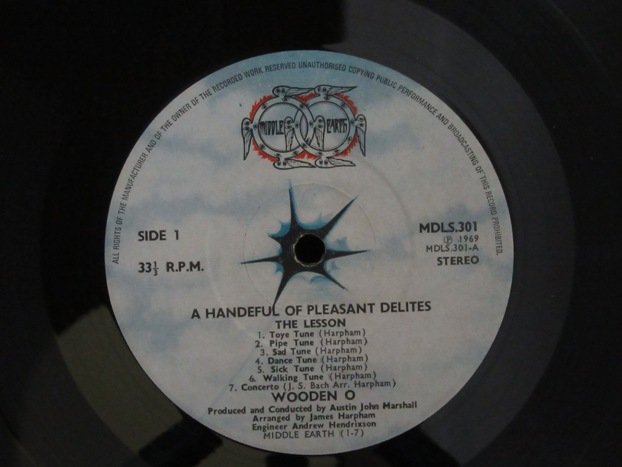 ALL RIGHTS OF THE MANUFACTURER AND OF THE OWNER OF THE RECORDED WORK RESERVED UNAUTHORISED COPYING PUBLIC PERFORMANCE AND BROADCASTING OF THIS RECORD PROHIBITED.
MIDDLE EARTH
SIDE 1
33⅓ R.P.M.
MDLS.301
Ⓟ 1969
MDLS.301-A
STEREO
A HANDEFUL OF PLEASANT DELITES
THE LESSON
1. Toye Tune (Harpham)
2. Pipe Tune (Harpham)
3. Sad Tune (Harpham)
4. Dance Tune (Harpham)
5. Sick Tune (Harpham)
6. Walking Tune (Harpham)
7. Concerto (J. S. Bach Arr. Harpham)
WOODEN O
Produced and Conducted by Austin John Marshall
Arranged by James Harpham
Engineer Andrew Hendrixson
MIDDLE EARTH (1-7)